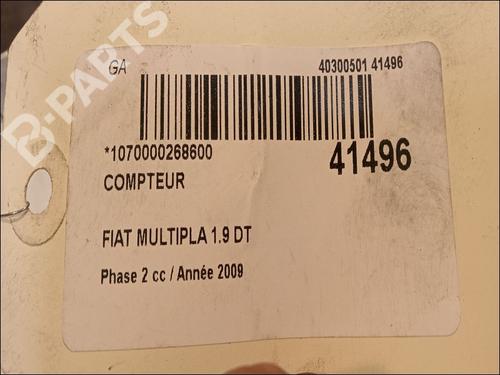 GA 40300501 41496
*1070000268600 41496
COMPTEUR
FIAT MULTIPLA 1.9 DT
Phase 2 cc / Année 2009
B-PARTS